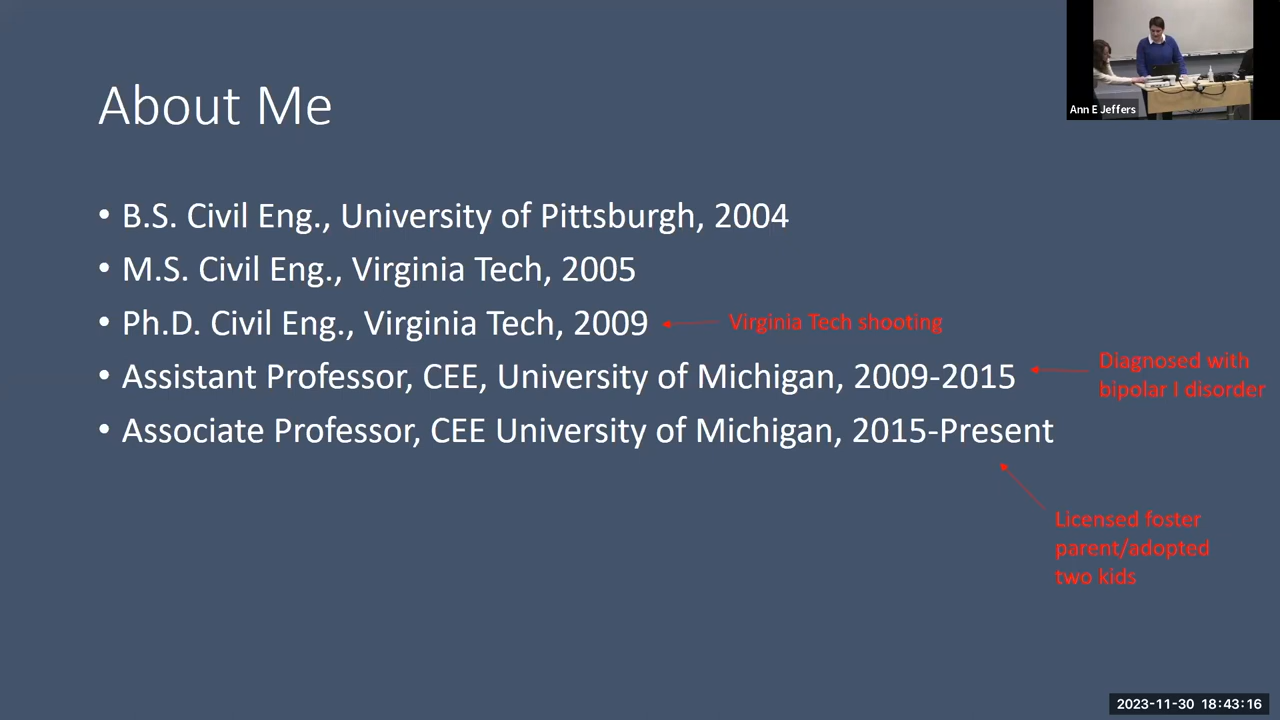 About Me
Ann E Jeffers
• B.S. Civil Eng., University of Pittsburgh, 2004
• M.S. Civil Eng., Virginia Tech, 2005
• Ph.D. Civil Eng., Virginia Tech, 2009
Virginia Tech shooting
• Assistant Professor, CEE, University of Michigan, 2009-2015
Diagnosed with
bipolar I disorder
• Associate Professor, CEE University of Michigan, 2015-Present
Licensed foster
parent/adopted
two kids
2023-11-30 18:43:16